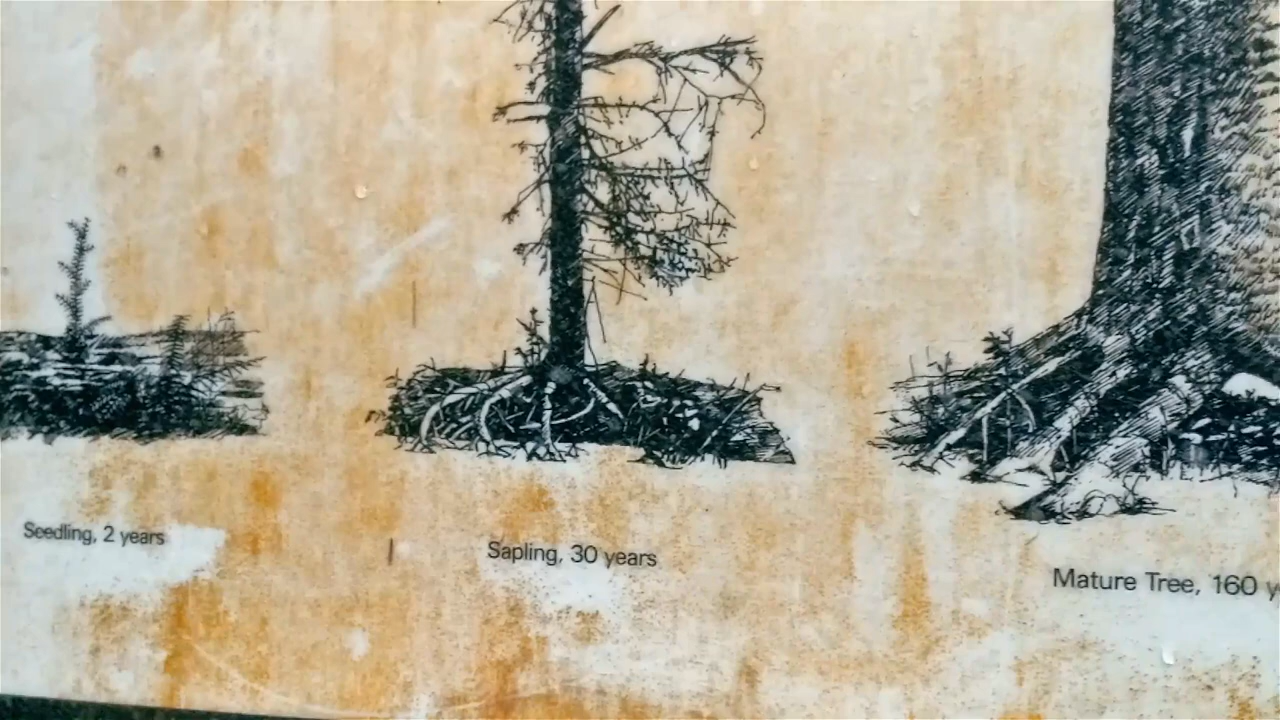 Seedling, 2 years
Sapling, 30 years
Mature Tree, 160 y